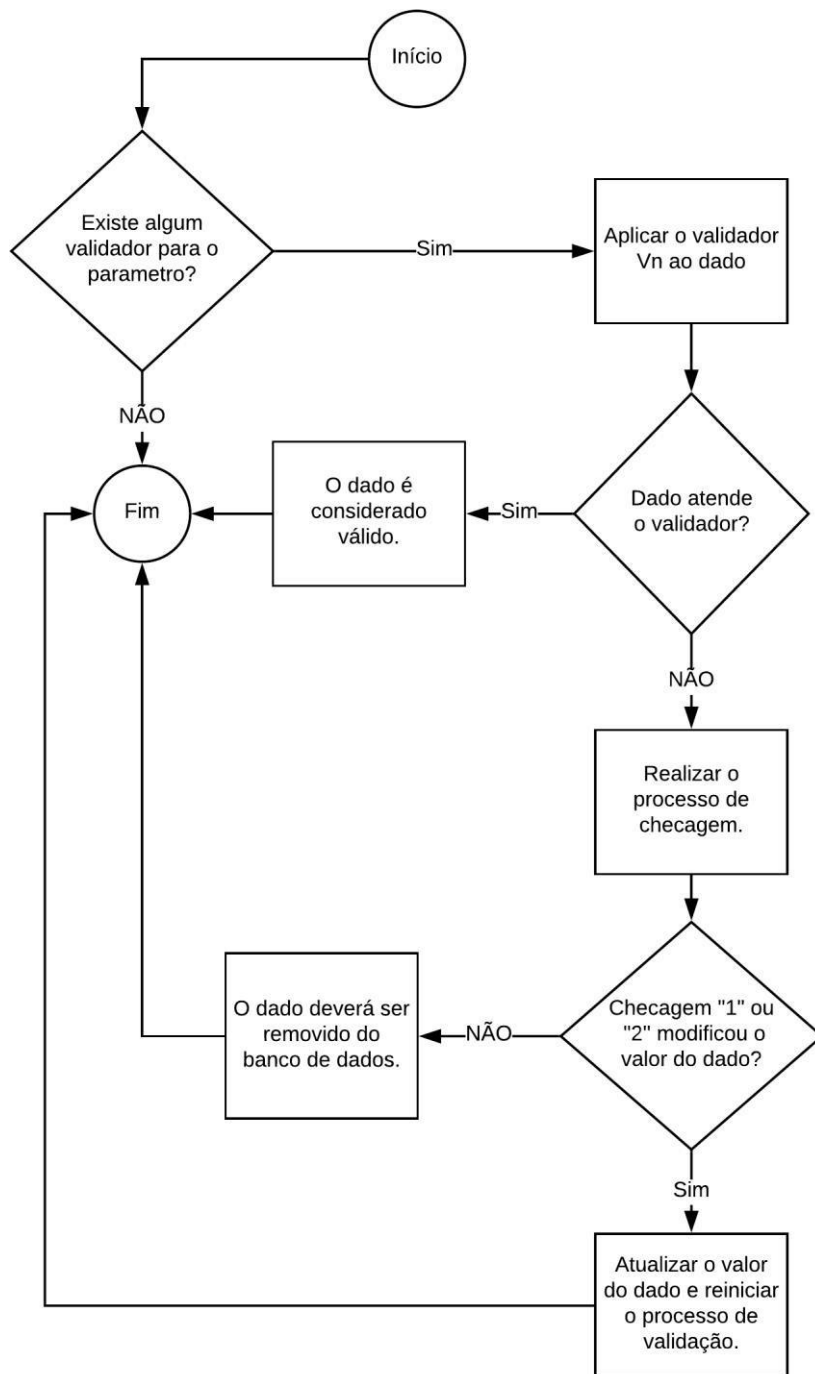 Início
Existe algum
validador para o
parametro?
Sim
Aplicar o validador
Vn ao dado
NÃO
Fim
O dado é
considerado
válido.
Sim
Dado atende
o validador?
NÃO
Realizar o
processo de
checagem.
O dado deverá ser
removido do
banco de dados.
NÃO
Checagem "1" ou
"2" modificou o
valor do dado?
Sim
Atualizar o valor
do dado e reiniciar
o processo de
validação.